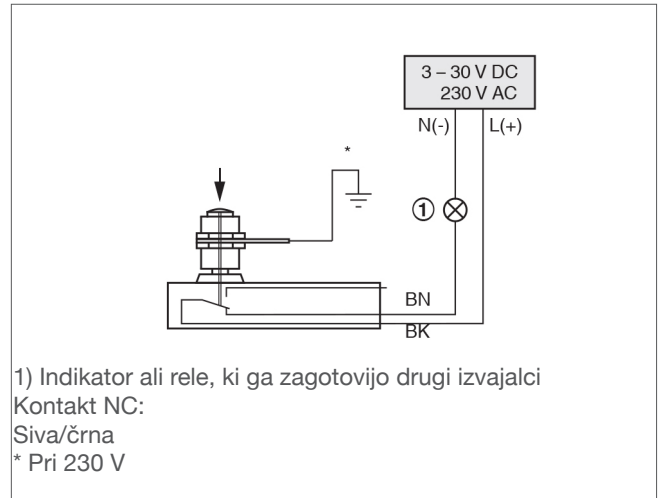 3 – 30 V DC
230 V AC
N(-)
L(+)
*
1
BN
BK
1) Indikator ali rele, ki ga zagotovijo drugi izvajalci
Kontakt NC:
Siva/črna
* Pri 230 V